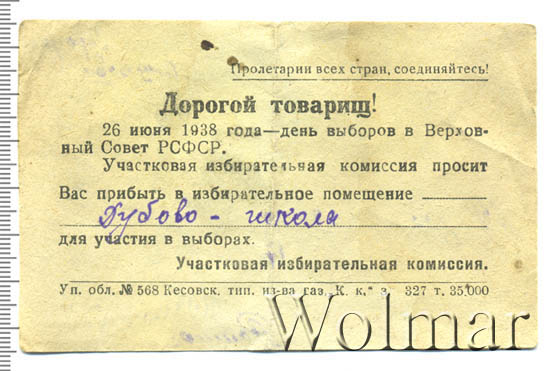 Пролетарии всех стран, соединяйтесь!
Дорогой товарищ!
26 июня 1938 года—день выборов в Верхов-
ный Совет РСФСР.
Участковая избирательная комиссия просит
Вас прибыть в избирательное помещение
Дубово - школа
для участия в выборах.
Участковая избирательная комиссия.
Уп. обл. № 568 Кесовск. тип. из-ва газ. К. к." з. 327 т. 35,000
Wolmar